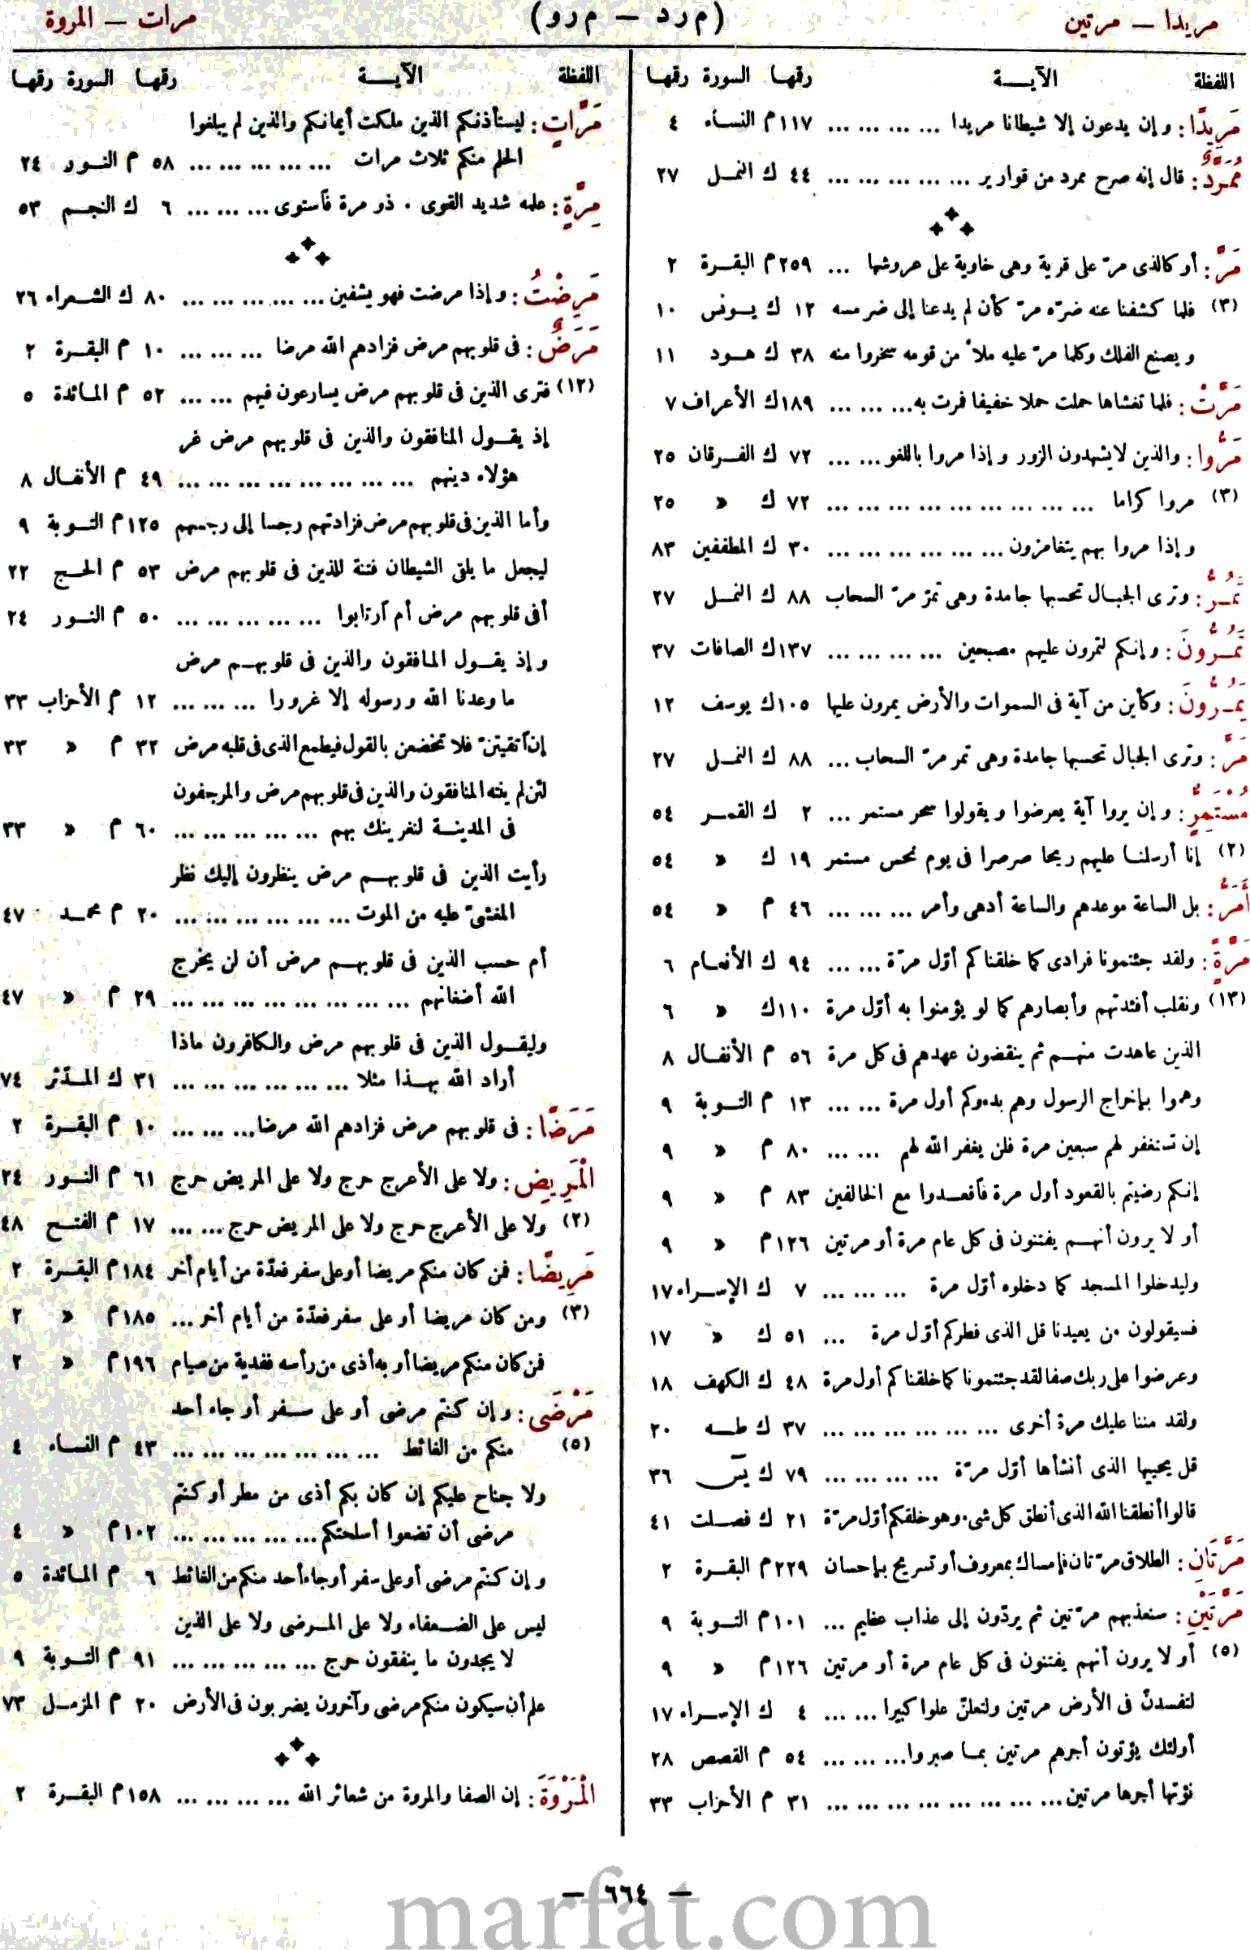 مريدا — مرتين
(م رد — م رو)
مرات — المروة
اللفظة الآيــة رقها السورة رقها
مَرِيدًا : وإن يدعون إلا شيطانا مريدا ... ... ... ... ١١٧ م النساء ٤
مُمَرَّدٌ : قال إنه صرح ممرد من قوارير ... ... ... ... ٤٤ ك النمل ٢٧
مَرَّ : أو كالذى مرّ على قرية وهى خاوية على عروشها ... ٢٥٩ م البقرة ٢
(٣) فلما كشفنا عنه ضرّه مرّ كأن لم يدعنا إلى ضر مسه ١٢ ك يونس ١٠
ويصنع الفلك وكلما مرّ عليه ملأ من قومه سخروا منه ٣٨ ك هود ١١
مَرَّتْ : فلما تغشاها حملت حملا خفيفا فمرت به ... ... ... ١٨٩ ك الأعراف ٧
مَرُّوا : والذين لا يشهدون الزور وإذا مروا باللغو ... ... ٧٢ ك الفرقان ٢٥
(٣) مروا كراما ... ... ... ... ... ... ... ... ٧٢ ك » ٢٥
وإذا مروا بهم يتغامزون ... ... ... ... ... ٣٠ ك المطففين ٨٣
تَمُرُّ : وترى الجبال تحسبها جامدة وهى تمرّ مرّ السحاب ٨٨ ك النمل ٢٧
تَمُرُّونَ : وإنكم لتمرون عليهم مصبحين ... ... ... ... ١٣٧ ك الصافات ٣٧
يَمُرُّونَ : وكأين من آية فى السموات والأرض يمرون عليها ١٠٥ ك يوسف ١٢
مَرَّ : وترى الجبال تحسبها جامدة وهى تمر مرّ السحاب ... ٨٨ ك النمل ٢٧
مُسْتَمِرٌّ : وإن يروا آية يعرضوا ويقولوا سحر مستمر ... ٢ ك القمر ٥٤
(٢) إنا أرسلنا عليهم ريحا صرصرا فى يوم نحس مستمر ١٩ ك » ٥٤
أَمَرُّ : بل الساعة موعدهم والساعة أدهى وأمر ... ... ... ٤٦ م » ٥٤
مَرَّةً : ولقد جئتمونا فرادى كما خلقناكم أوّل مرّة ... ... ٩٤ ك الأنعام ٦
(١٣) ونقلب أفئدتهم وأبصارهم كما لو يؤمنوا به أوّل مرة ١١٠ ك » ٦
الذين عاهدت منهم ثم ينقضون عهدهم فى كل مرة ٥٦ م الأنفال ٨
وهموا بإخراج الرسول وهم بدءوكم أول مرة ... ... ١٣ م التوبة ٩
إن تستغفر لهم سبعين مرة فلن يغفر الله لهم ... ... ٨٠ م » ٩
إنكم رضيتم بالقعود أول مرة فاقعدوا مع الخالفين ٨٣ م » ٩
أو لا يرون أنهم يفتنون فى كل عام مرة أو مرتين ١٢٦ م » ٩
وليدخلوا المسجد كما دخلوه أوّل مرة ... ... ... ٧ ك الإسراء ١٧
فسيقولون من يعيدنا قل الذى فطركم أوّل مرة ... ٥١ ك » ١٧
وعرضوا على ربك صفا لقد جئتمونا كما خلقناكم أول مرة ٤٨ ك الكهف ١٨
ولقد مننا عليك مرة أخرى ... ... ... ... ... ٣٧ ك طه ٢٠
قل يحييها الذى أنشأها أوّل مرّة ... ... ... ... ٧٩ ك يس ٣٦
قالوا أنطقنا الله الذى أنطق كل شىء وهو خلقكم أوّل مرّة ٢١ ك فصلت ٤١
مَرَّتَانِ : الطلاق مرّتان فإمساك بمعروف أو تسريح بإحسان ٢٢٩ م البقرة ٢
مَرَّتَيْنِ : سنعذبهم مرّتين ثم يردّون إلى عذاب عظيم ... ١٠١ م التوبة ٩
(٥) أو لا يرون أنهم يفتنون فى كل عام مرة أو مرتين ١٢٦ م » ٩
لتفسدنّ فى الأرض مرتين ولتعلنّ علوا كبيرا ... ... ٤ ك الإسراء ١٧
أولئك يؤتون أجرهم مرتين بما صبروا ... ... ... ٥٤ م القصص ٢٨
نؤتها أجرها مرتين ... ... ... ... ... ... ... ... ٣١ م الأحزاب ٣٣
اللفظة الآيــة رقها السورة رقها
مَرَّاتٍ : ليستأذنكم الذين ملكت أيمانكم والذين لم يبلغوا
الحلم منكم ثلاث مرات ... ... ... ... ... ٥٨ م النور ٢٤
مِرَّةٍ : علمه شديد القوى . ذو مرة فآستوى ... ... ... ٦ ك النجم ٥٣
مَرِضْتُ : وإذا مرضت فهو يشفين ... ... ... ... ... ٨٠ ك الشعراء ٢٦
مَرَضٌ : فى قلوبهم مرض فزادهم الله مرضا ... ... ... ١٠ م البقرة ٢
(١٢) فترى الذين فى قلوبهم مرض يسارعون فيهم ... ... ٥٢ م المائدة ٥
إذ يقول المنافقون والذين فى قلوبهم مرض غر
هؤلاء دينهم ... ... ... ... ... ... ... ٤٩ م الأنفال ٨
وأما الذين فى قلوبهم مرض فزادتهم رجسا إلى رجسهم ١٢٥ م التوبة ٩
ليجعل ما يلقى الشيطان فتنة للذين فى قلوبهم مرض ٥٣ م الحج ٢٢
أفى قلوبهم مرض أم آرتابوا ... ... ... ... ... ٥٠ م النور ٢٤
وإذ يقول المنافقون والذين فى قلوبهم مرض
ما وعدنا الله ورسوله إلا غرورا ... ... ... ١٢ م الأحزاب ٣٣
إن آتقيتنّ فلا تخضعن بالقول فيطمع الذى فى قلبه مرض ٣٢ م » ٣٣
لئن لم ينته المنافقون والذين فى قلوبهم مرض والمرجفون
فى المدينة لنغرينك بهم ... ... ... ... ... ٦٠ م » ٣٣
رأيت الذين فى قلوبهم مرض ينظرون إليك نظر
المغشىّ عليه من الموت ... ... ... ... ... ... ٢٠ م محمد ٤٧
أم حسب الذين فى قلوبهم مرض أن لن يخرج
الله أضغانهم ... ... ... ... ... ... ... ٢٩ م » ٤٧
وليقول الذين فى قلوبهم مرض والكافرون ماذا
أراد الله بهذا مثلا ... ... ... ... ... ... ٣١ ك المدّثر ٧٤
مَرَضًا : فى قلوبهم مرض فزادهم الله مرضا ... ... ... ١٠ م البقرة ٢
الْمَرِيضِ : ولا على الأعرج حرج ولا على المريض حرج ٦١ م النور ٢٤
(٢) ولا على الأعرج حرج ولا على المريض حرج ... ... ١٧ م الفتح ٤٨
مَرِيضًا : فمن كان منكم مريضا أو على سفر فعدّة من أيام أخر ١٨٤ م البقرة ٢
(٣) ومن كان مريضا أو على سفر فعدّة من أيام أخر ... ١٨٥ م » ٢
فمن كان منكم مريضا أو به أذى من رأسه ففدية من صيام ١٩٦ م » ٢
مَرْضَى : وإن كنتم مرضى أو على سفر أو جاء أحد
(٥) منكم من الغائط ... ... ... ... ... ... ... ٤٣ م النساء ٤
ولا جناح عليكم إن كان بكم أذى من مطر أو كنتم
مرضى أن تضعوا أسلحتكم ... ... ... ... ... ١٠٢ م » ٤
وإن كنتم مرضى أو على سفر أو جاء أحد منكم من الغائط ٦ م المائدة ٥
ليس على الضعفاء ولا على المرضى ولا على الذين
لا يجدون ما ينفقون حرج ... ... ... ... ... ٩١ م التوبة ٩
علم أن سيكون منكم مرضى وآخرون يضربون فى الأرض ٢٠ م المزمل ٧٣
الْمَرْوَةَ : إن الصفا والمروة من شعائر الله ... ... ... ... ١٥٨ م البقرة ٢
— ٦٦٤ —
marfat.com